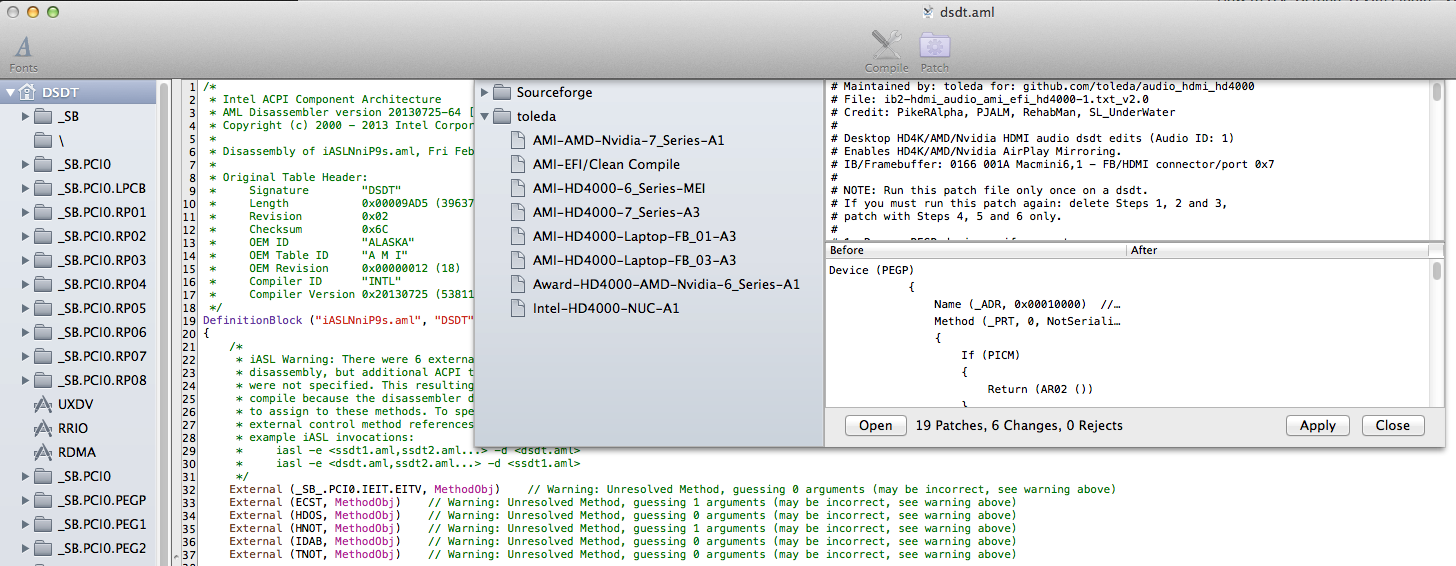 dsdt.aml
Fonts
Compile
Patch
DSDT
_SB
\
_SB.PCI0
_SB.PCI0.LPCB
_SB.PCI0.RP01
_SB.PCI0.RP02
_SB.PCI0.RP03
_SB.PCI0.RP04
_SB.PCI0.RP05
_SB.PCI0.RP06
_SB.PCI0.RP07
_SB.PCI0.RP08
UXDV
RRIO
RDMA
_SB.PCI0
_SB.PCI0.PEGP
_SB.PCI0.PEG1
_SB.PCI0.PEG2
1 /*
2 * Intel ACPI Component Architecture
3 * AML Disassembler version 20130725-64 [
4 * Copyright (c) 2000 - 2013 Intel Corpor
5 *
6 * Disassembly of iASLNniP9s.aml, Fri Feb
7 *
8 * Original Table Header:
9 * Signature "DSDT"
10 * Length 0x00009AD5 (39637
11 * Revision 0x02
12 * Checksum 0x6C
13 * OEM ID "ALASKA"
14 * OEM Table ID "A M I"
15 * OEM Revision 0x00000012 (18)
16 * Compiler ID "INTL"
17 * Compiler Version 0x20130725 (53811
18 */
19 DefinitionBlock ("iASLNniP9s.aml", "DSDT"
20 {
21 /*
22 * iASL Warning: There were 6 externa
23 * disassembly, but additional ACPI t
24 * were not specified. This resulting
25 * compile because the disassembler d
26 * to assign to these methods. To spe
27 * external control method references
28 * example iASL invocations:
29 * iasl -e <ssdt1.aml,ssdt2.aml...> -d <dsdt.aml>
30 * iasl -e <dsdt.aml,ssdt2.aml...> -d <ssdt1.aml>
31 */
32 External (_SB_.PCI0.IEIT.EITV, MethodObj) // Warning: Unresolved Method, guessing 0 arguments (may be incorrect, see warning above)
33 External (ECST, MethodObj) // Warning: Unresolved Method, guessing 1 arguments (may be incorrect, see warning above)
34 External (HDOS, MethodObj) // Warning: Unresolved Method, guessing 0 arguments (may be incorrect, see warning above)
35 External (HNOT, MethodObj) // Warning: Unresolved Method, guessing 1 arguments (may be incorrect, see warning above)
36 External (IDAB, MethodObj) // Warning: Unresolved Method, guessing 0 arguments (may be incorrect, see warning above)
37 External (TNOT, MethodObj) // Warning: Unresolved Method, guessing 0 arguments (may be incorrect, see warning above)
Sourceforge
toleda
AMI-AMD-Nvidia-7_Series-A1
AMI-EFI/Clean Compile
AMI-HD4000-6_Series-MEI
AMI-HD4000-7_Series-A3
AMI-HD4000-Laptop-FB_01-A3
AMI-HD4000-Laptop-FB_03-A3
Award-HD4000-AMD-Nvidia-6_Series-A1
Intel-HD4000-NUC-A1
# Maintained by: toleda for: github.com/toleda/audio_hdmi_hd4000
# File: ib2-hdmi_audio_ami_efi_hd4000-1.txt_v2.0
# Credit: PikeRAlpha, PJALM, RehabMan, SL_UnderWater
#
# Desktop HD4K/AMD/Nvidia HDMI audio dsdt edits (Audio ID: 1)
# Enables HD4K/AMD/Nvidia AirPlay Mirroring.
# IB/Framebuffer: 0166 001A Macmini6,1 - FB/HDMI connector/port 0x7
#
# NOTE: Run this patch file only once on a dsdt.
# If you must run this patch again: delete Steps 1, 2 and 3,
# patch with Steps 4, 5 and 6 only.
Before After
Device (PEGP)
{
Name (_ADR, 0x00010000) //…
Method (_PRT, 0, NotSeriali…
{
If (PICM)
{
Return (AR02 ())
}
Open 19 Patches, 6 Changes, 0 Rejects Apply Close